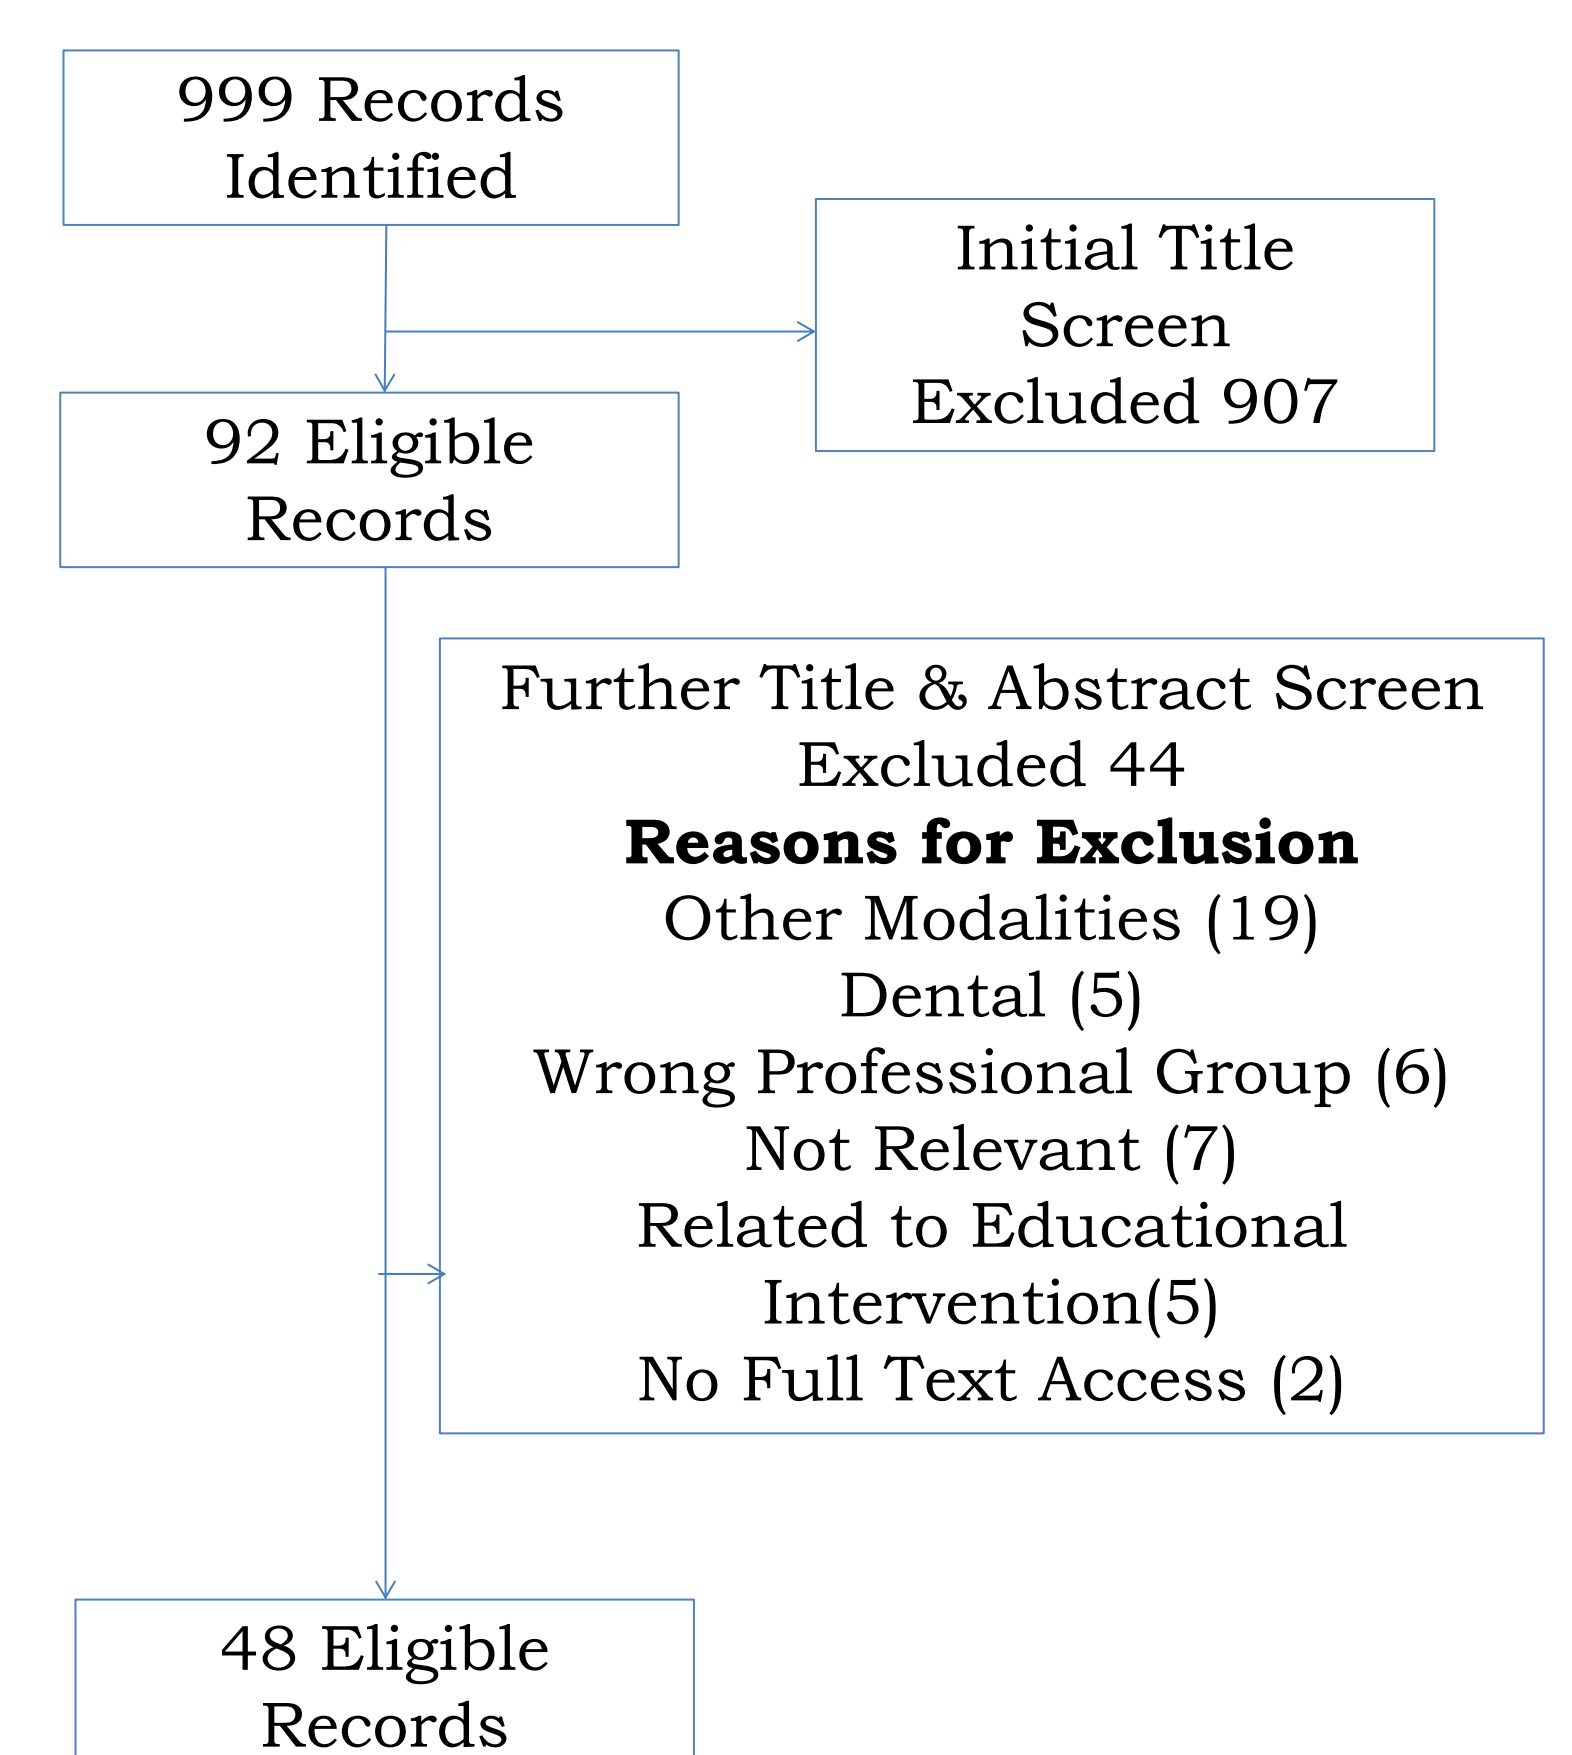 999 Records
Identified
Initial Title
Screen
Excluded 907
92 Eligible
Records
Further Title & Abstract Screen
Excluded 44
Reasons for Exclusion
Other Modalities (19)
Dental (5)
Wrong Professional Group (6)
Not Relevant (7)
Related to Educational
Intervention(5)
No Full Text Access (2)
48 Eligible
Records